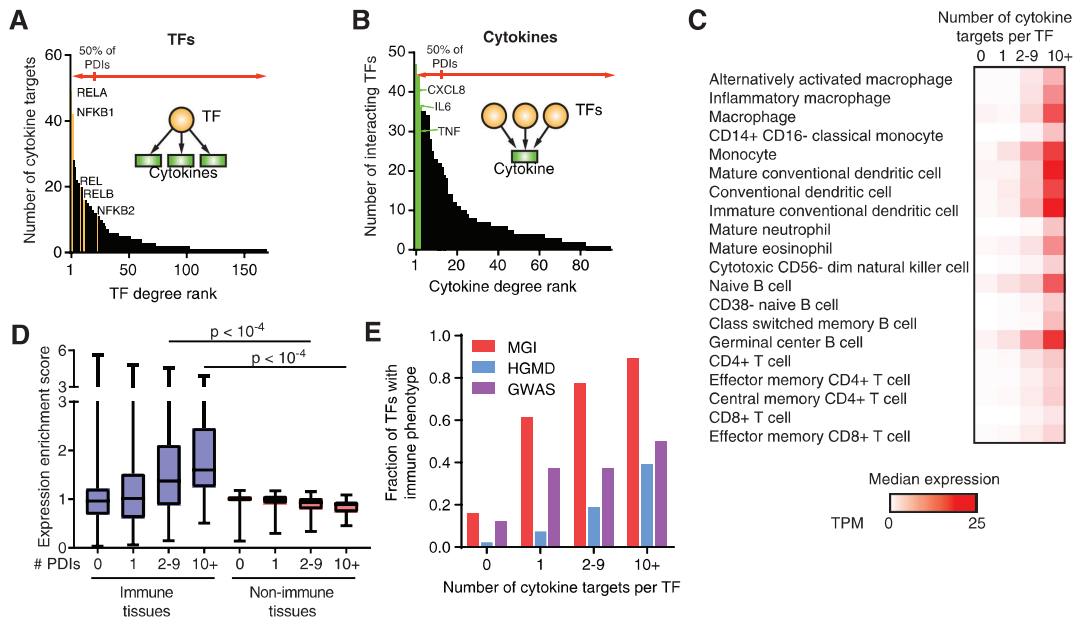 A
TFs
Number of cytokine targets
60
40
20
0
50% of
PDIs
RELA
NFKB1
REL
RELB
NFKB2
TF
Cytokines
1
50
100
150
TF degree rank
B
Cytokines
Number of interacting TFs
50
40
30
20
10
0
50% of
PDIs
CXCL8
IL6
TNF
TFs
Cytokine
1
20
40
60
80
Cytokine degree rank
C
Number of cytokine
targets per TF
0 1 2-9 10+
Alternatively activated macrophage
Inflammatory macrophage
Macrophage
CD14+ CD16- classical monocyte
Monocyte
Mature conventional dendritic cell
Conventional dendritic cell
Immature conventional dendritic cell
Mature neutrophil
Mature eosinophil
Cytotoxic CD56- dim natural killer cell
Naive B cell
CD38- naive B cell
Class switched memory B cell
Germinal center B cell
CD4+ T cell
Effector memory CD4+ T cell
Central memory CD4+ T cell
CD8+ T cell
Effector memory CD8+ T cell
Median expression
TPM
0
25
D
Expression enrichment score
6
3
3
2
1
0
p < 10-4
p < 10-4
# PDIs 0 1 2-9 10+ 0 1 2-9 10+
Immune
tissues
Non-immune
tissues
E
Fraction of TFs with
immune phenotype
1.0
0.8
0.6
0.4
0.2
0.0
MGI
HGMD
GWAS
0 1 2-9 10+
Number of cytokine targets per TF